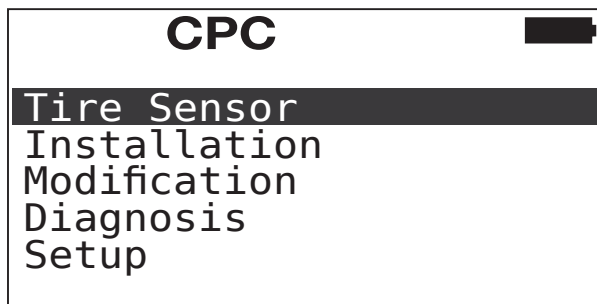 CPC
Tire Sensor
Installation
Modification
Diagnosis
Setup